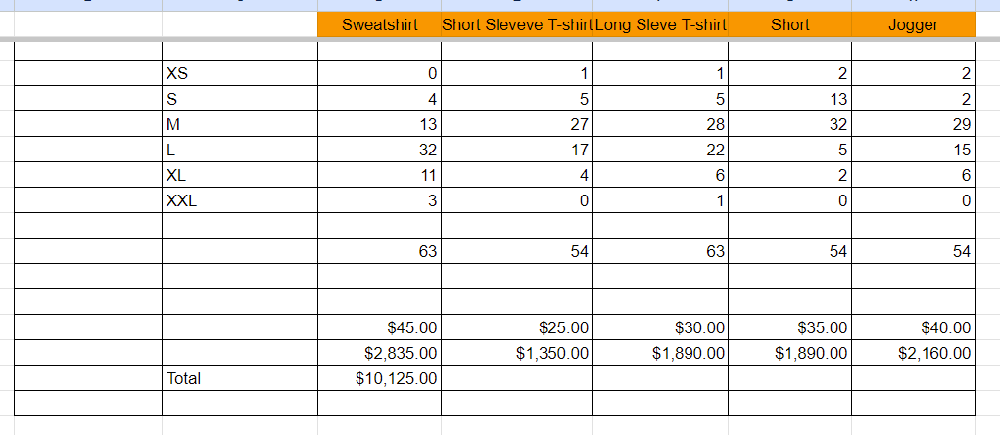 Sweatshirt Short Sleveve T-shirt Long Sleve T-shirt Short Jogger
XS 0 1 1 2 2
S 4 5 5 13 2
M 13 27 28 32 29
L 32 17 22 5 15
XL 11 4 6 2 6
XXL 3 0 1 0 0
63 54 63 54 54
$45.00 $25.00 $30.00 $35.00 $40.00
$2,835.00 $1,350.00 $1,890.00 $1,890.00 $2,160.00
Total $10,125.00